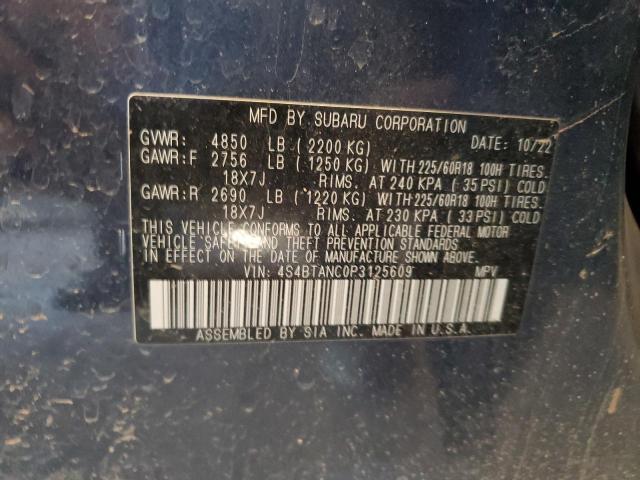 MFD BY SUBARU CORPORATION
GVWR: 4850 LB (2200 KG) DATE: 10/22
GAWR:F 2756 LB (1250 KG) WITH 225/60R18 100H TIRES.
18X7J RIMS. AT 240 KPA (35 PSI) COLD
GAWR:R 2690 LB (1220 KG) WITH 225/60R18 100H TIRES.
18X7J RIMS. AT 230 KPA (33 PSI) COLD
THIS VEHICLE CONFORMS TO ALL APPLICABLE FEDERAL MOTOR
VEHICLE SAFETY AND THEFT PREVENTION STANDARDS
IN EFFECT ON THE DATE OF MANUFACTURE SHOWN ABOVE.
VIN: 4S4BTANC0P3125609 MPV
ASSEMBLED BY SIA INC. MADE IN U.S.A.